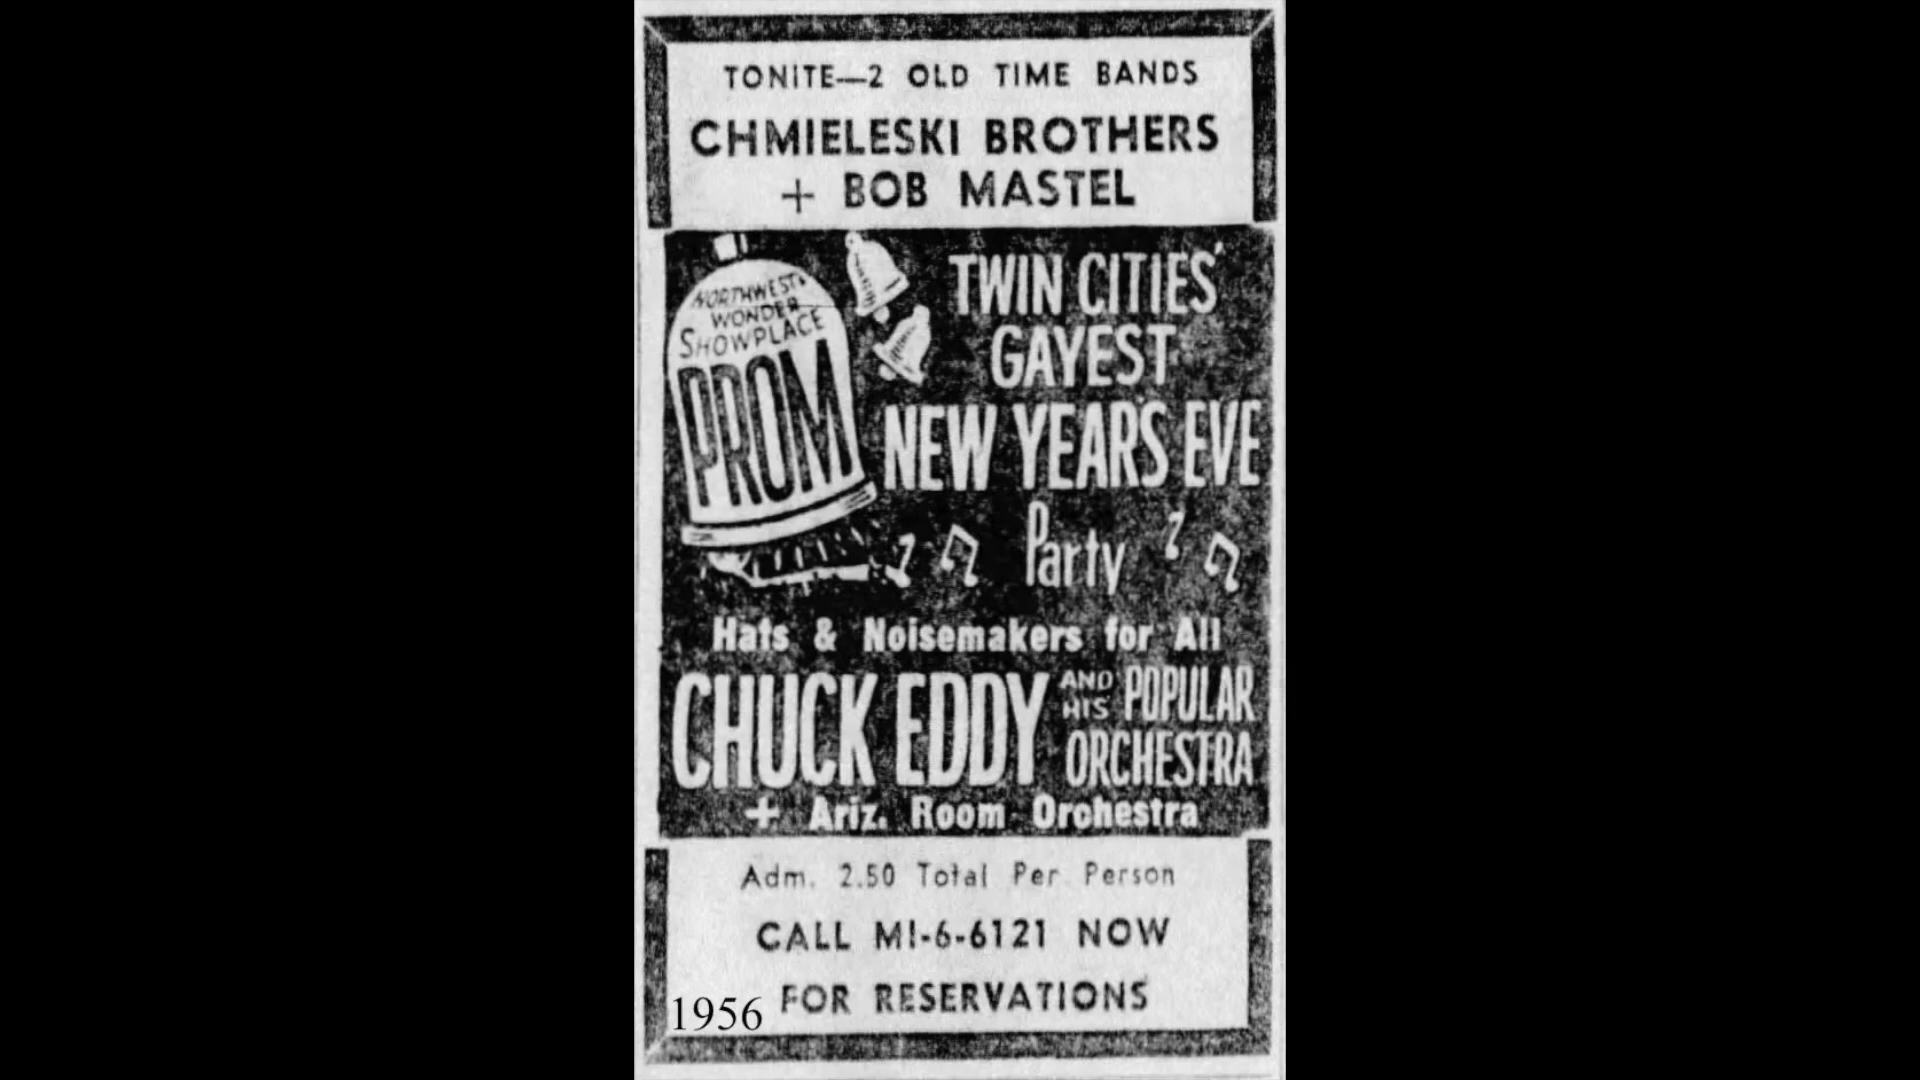 TONITE—2 OLD TIME BANDS
CHMIELESKI BROTHERS
+ BOB MASTEL
NORTHWEST'S
WONDER
SHOWPLACE
PROM
TWIN CITIES'
GAYEST
NEW YEAR'S EVE
Party
Hats & Noisemakers for All
CHUCK EDDY AND HIS POPULAR
ORCHESTRA
+ Ariz. Room Orchestra
Adm. 2.50 Total Per Person
CALL MI-6-6121 NOW
FOR RESERVATIONS
1956